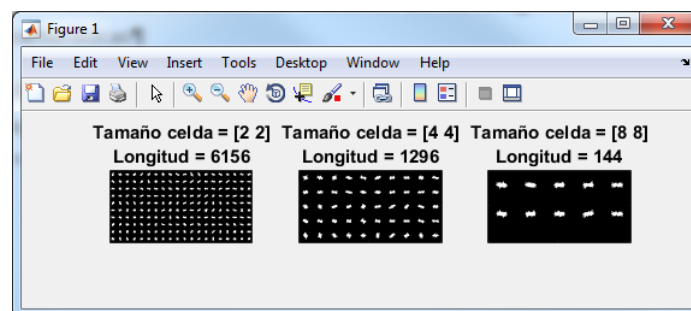 Figure 1
File Edit View Insert Tools Desktop Window Help
Tamaño celda = [2 2] Tamaño celda = [4 4] Tamaño celda = [8 8]
Longitud = 6156 Longitud = 1296 Longitud = 144